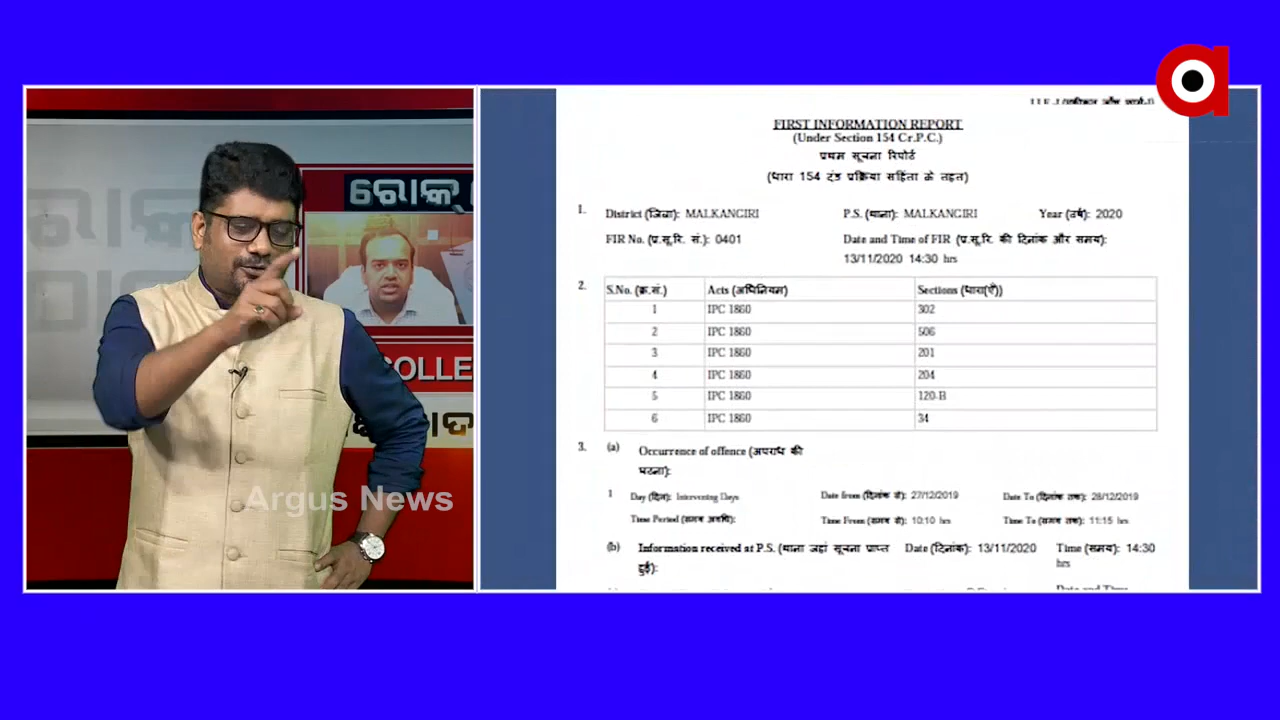 ରୋକ୍
COLLE
Argus News
FIRST INFORMATION REPORT
(Under Section 154 Cr.P.C.)
प्रथम सूचना रिपोर्ट
(धारा 154 दंड प्रक्रिया संहिता के तहत)
1. District (जिला): MALKANGIRI P.S. (थाना): MALKANGIRI Year (वर्ष): 2020
FIR No. (प्र.सू.रि. सं.): 0401 Date and Time of FIR (प्र.सू.रि. की दिनांक और समय):
13/11/2020 14:30 hrs
2. S.No. (क्र.सं.) Acts (अधिनियम) Sections (धारा(एँ))
1 IPC 1860 302
2 IPC 1860 506
3 IPC 1860 201
4 IPC 1860 204
5 IPC 1860 120-B
6 IPC 1860 34
3. (a) Occurrence of offence (अपराध की
घटना):
1 Day (दिन): Intervening Days Date from (दिनांक से): 27/12/2019 Date To (दिनांक तक): 28/12/2019
Time Period (समय अवधि): Time From (समय से): 10:10 hrs Time To (समय तक): 11:15 hrs
(b) Information received at P.S. (थाना जहां सूचना प्राप्त Date (दिनांक): 13/11/2020 Time (समय): 14:30
हुई): hrs